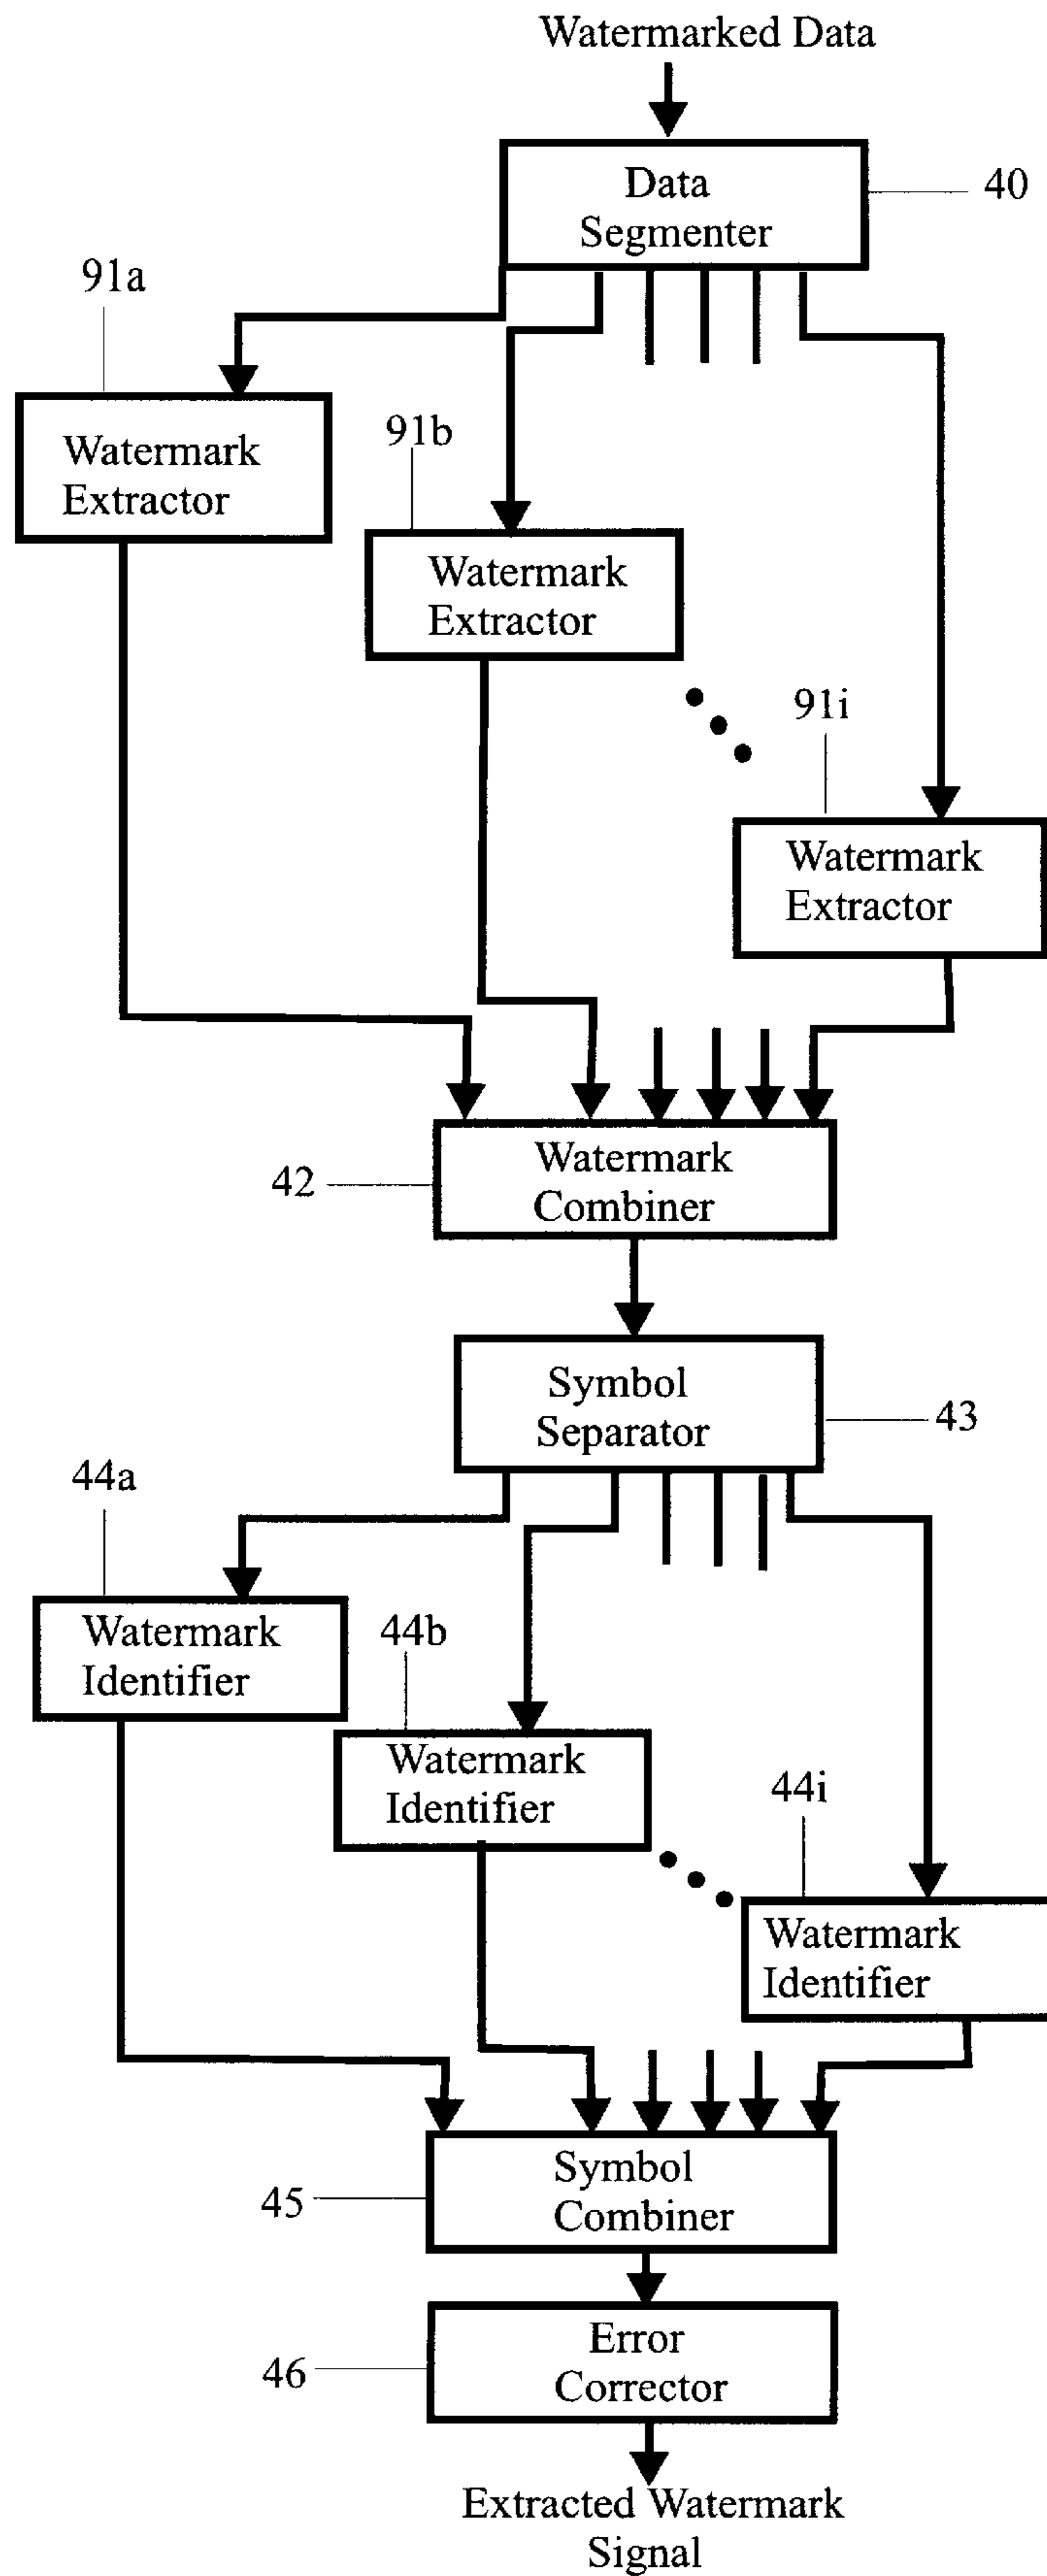 Watermarked Data
Data
Segmenter
40
91a
Watermark
Extractor
91b
Watermark
Extractor
91i
Watermark
Extractor
42
Watermark
Combiner
Symbol
Separator
43
44a
Watermark
Identifier
44b
Watermark
Identifier
44i
Watermark
Identifier
45
Symbol
Combiner
46
Error
Corrector
Extracted Watermark
Signal